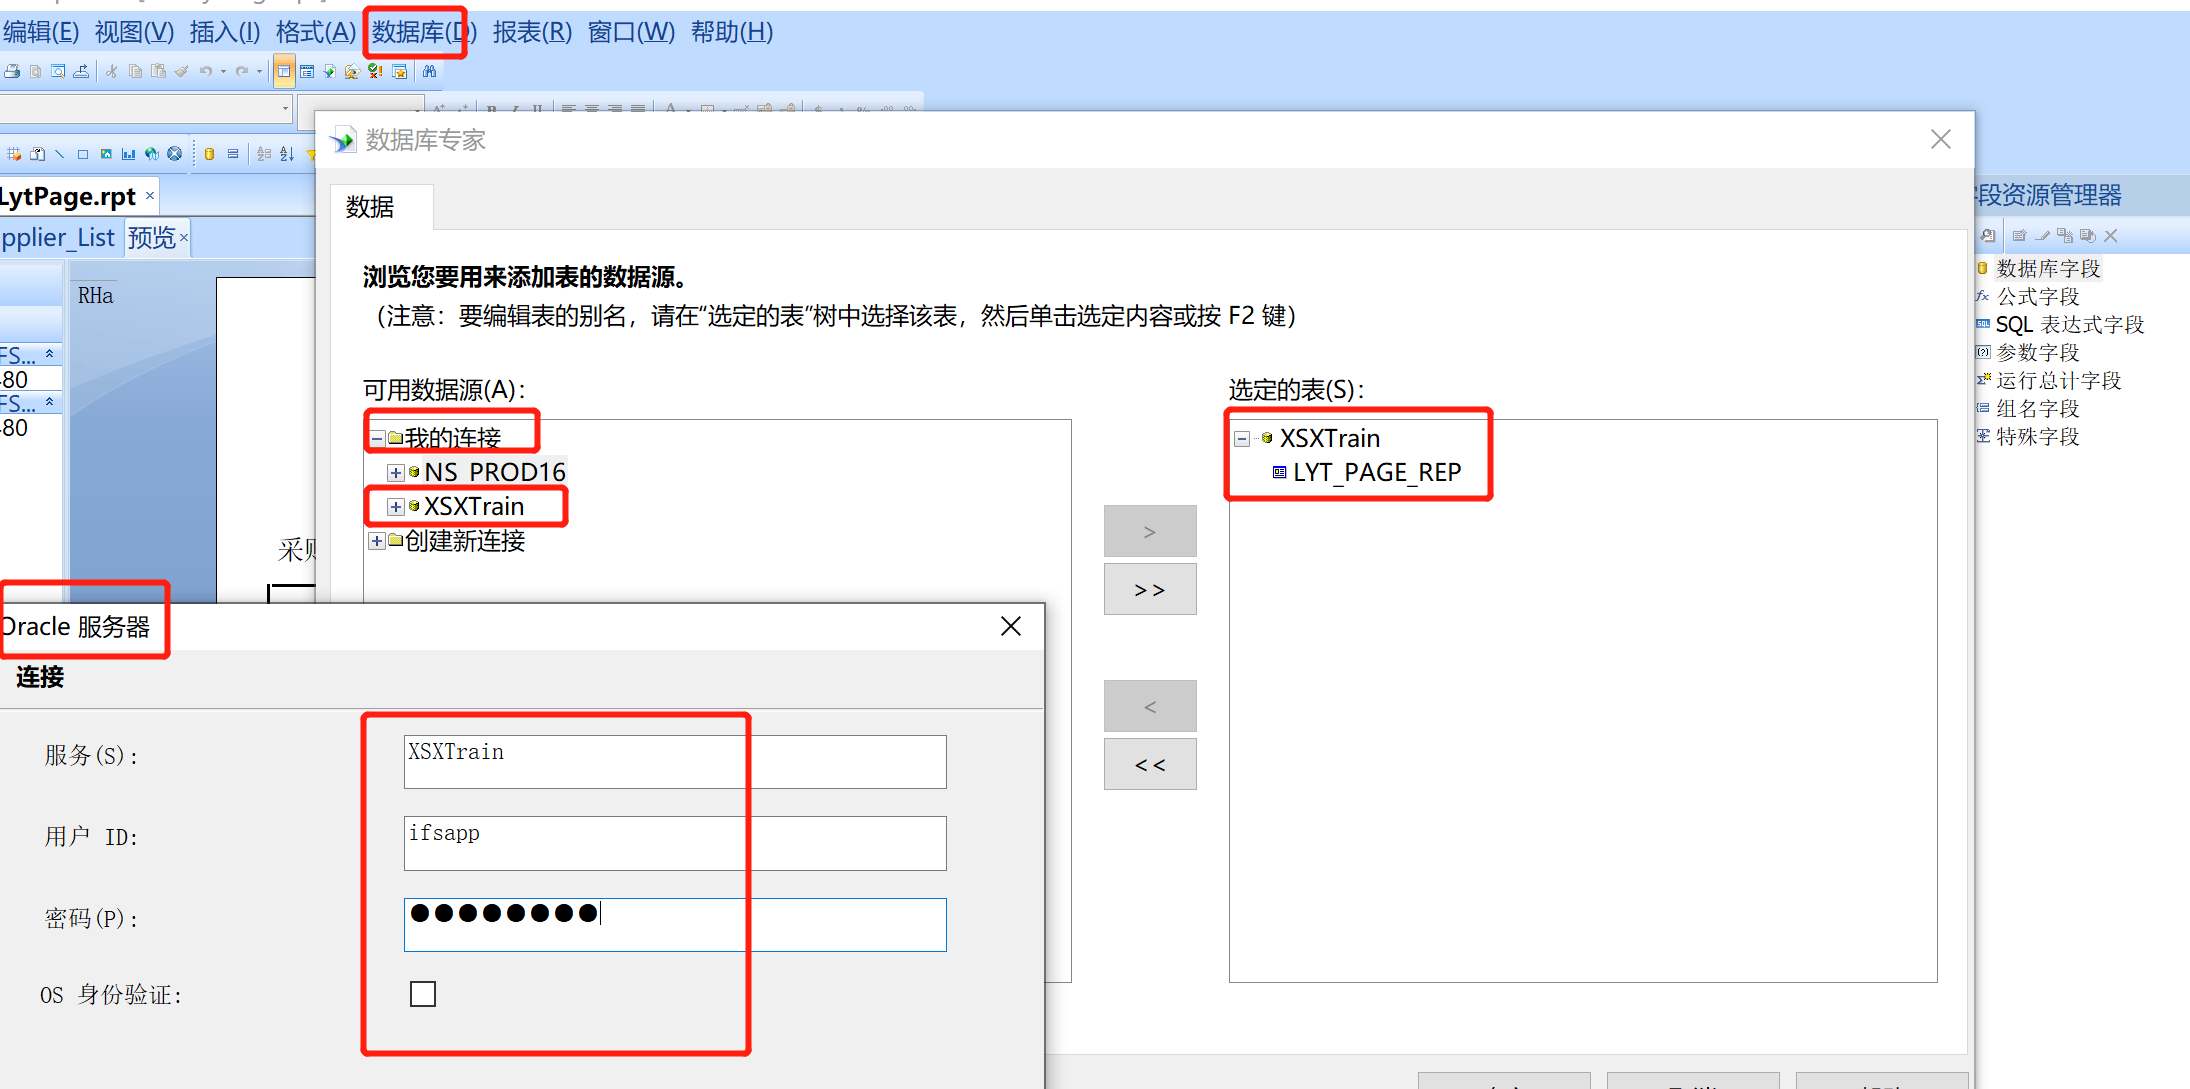 编辑(E) 视图(V) 插入(I) 格式(A) 数据库(D) 报表(R) 窗口(W) 帮助(H)
数据库专家
LytPage.rpt
pplier_List 预览
数据
字段资源管理器
RHa
浏览您要用来添加表的数据源。
（注意：要编辑表的别名，请在“选定的表”树中选择该表，然后单击选定内容或按 F2 键）
FS...
480
FS...
480
可用数据源(A)：
我的连接
NS_PROD16
XSXTrain
创建新连接
>
>>
<
<<
选定的表(S)：
XSXTrain
LYT_PAGE_REP
数据库字段
公式字段
SQL 表达式字段
参数字段
运行总计字段
组名字段
特殊字段
采购
Oracle 服务器
连接
服务(S):
XSXTrain
用户 ID:
ifsapp
密码(P):
●●●●●●●●
OS 身份验证: